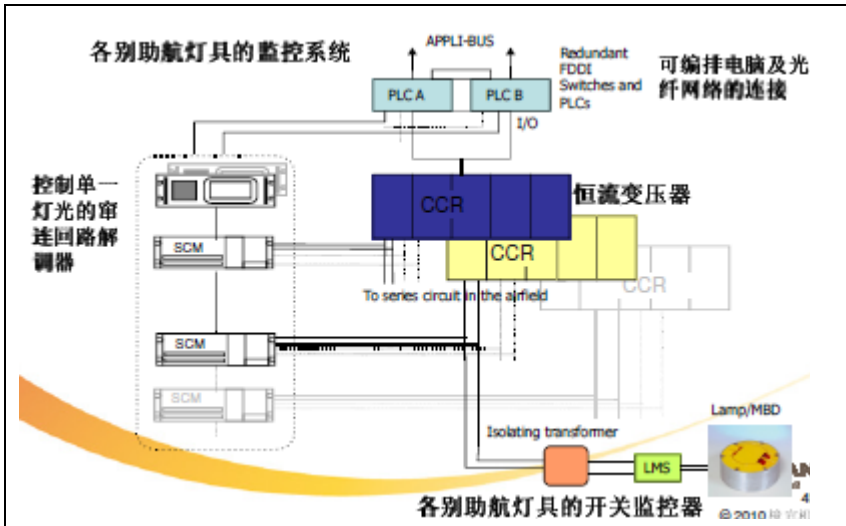 各别助航灯具的监控系统
APPLI-BUS
Redundant
FDDI
Switches and
PLCs
可编排电脑及光
纤网络的连接
PLC A
PLC B
I/O
控制单一
灯光的窜
连回路解
调器
CCR
恒流变压器
SCM
CCR
CCR
To series circuit in the airfield
SCM
SCM
Lamp/MBD
Isolating transformer
LMS
各别助航灯具的开关监控器
4
© 2010